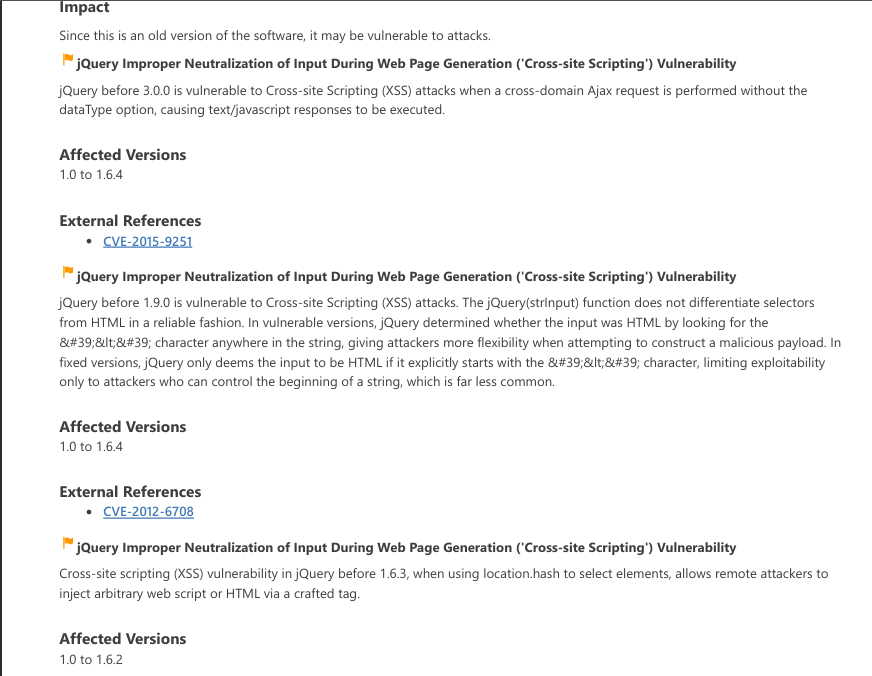 Impact
Since this is an old version of the software, it may be vulnerable to attacks.
jQuery Improper Neutralization of Input During Web Page Generation ('Cross-site Scripting') Vulnerability
jQuery before 3.0.0 is vulnerable to Cross-site Scripting (XSS) attacks when a cross-domain Ajax request is performed without the
dataType option, causing text/javascript responses to be executed.
Affected Versions
1.0 to 1.6.4
External References
• CVE-2015-9251
jQuery Improper Neutralization of Input During Web Page Generation ('Cross-site Scripting') Vulnerability
jQuery before 1.9.0 is vulnerable to Cross-site Scripting (XSS) attacks. The jQuery(strInput) function does not differentiate selectors
from HTML in a reliable fashion. In vulnerable versions, jQuery determined whether the input was HTML by looking for the
&#39;&lt;&#39; character anywhere in the string, giving attackers more flexibility when attempting to construct a malicious payload. In
fixed versions, jQuery only deems the input to be HTML if it explicitly starts with the &#39;&lt;&#39; character, limiting exploitability
only to attackers who can control the beginning of a string, which is far less common.
Affected Versions
1.0 to 1.6.4
External References
• CVE-2012-6708
jQuery Improper Neutralization of Input During Web Page Generation ('Cross-site Scripting') Vulnerability
Cross-site scripting (XSS) vulnerability in jQuery before 1.6.3, when using location.hash to select elements, allows remote attackers to
inject arbitrary web script or HTML via a crafted tag.
Affected Versions
1.0 to 1.6.2